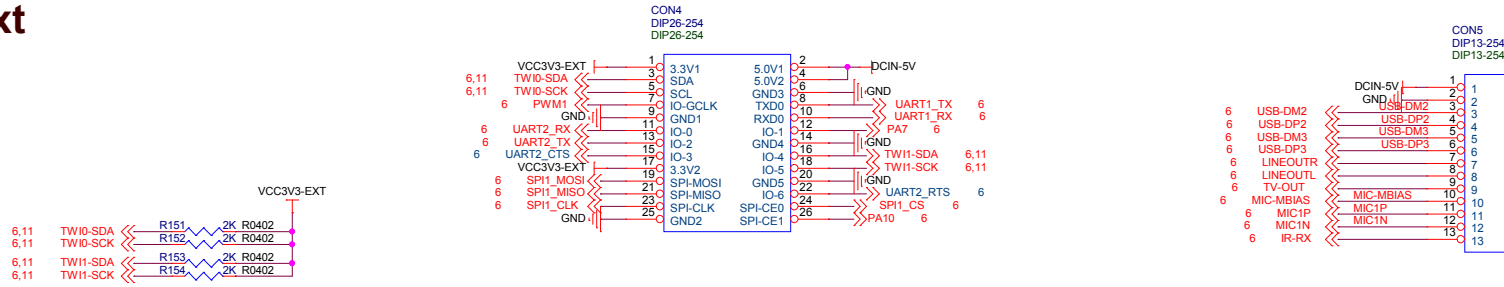 xt
CON4
DIP26-254
DIP26-254
VCC3V3-EXT 1 3.3V1 5.0V1 2 DCIN-5V
6,11 TWI0-SDA 3 SDA 5.0V2 4
6,11 TWI0-SCK 5 SCL GND3 6 GND
6 PWM1 7 IO-GCLK TXD0 8 UART1_TX 6
GND 9 GND1 RXD0 10 UART1_RX 6
6 UART2_RX 11 IO-0 IO-1 12 PA7 6
6 UART2_TX 13 IO-2 GND4 14 GND
6 UART2_CTS 15 IO-3 IO-4 16 TWI1-SDA 6,11
VCC3V3-EXT 17 3.3V2 IO-5 18 TWI1-SCK 6,11
6 SPI1_MOSI 19 SPI-MOSI GND5 20 GND
6 SPI1_MISO 21 SPI-MISO IO-6 22 UART2_RTS 6
6 SPI1_CLK 23 SPI-CLK SPI-CE0 24 SPI1_CS 6
GND 25 GND2 SPI-CE1 26 PA10 6
VCC3V3-EXT
6,11 TWI0-SDA R151 2K R0402
6,11 TWI0-SCK R152 2K R0402
6,11 TWI1-SDA R153 2K R0402
6,11 TWI1-SCK R154 2K R0402
CON5
DIP13-254
DIP13-254
DCIN-5V 1 1
GND 2 2
6 USB-DM2 USB-DM2 3 3
6 USB-DP2 USB-DP2 4 4
6 USB-DM3 USB-DM3 5 5
6 USB-DP3 USB-DP3 6 6
6 LINEOUTR 7 7
6 LINEOUTL 8 8
6 TV-OUT 9 9
6 MIC-MBIAS MIC-MBIAS 10 10
6 MIC1P MIC1P 11 11
6 MIC1N MIC1N 12 12
6 IR-RX 13 13